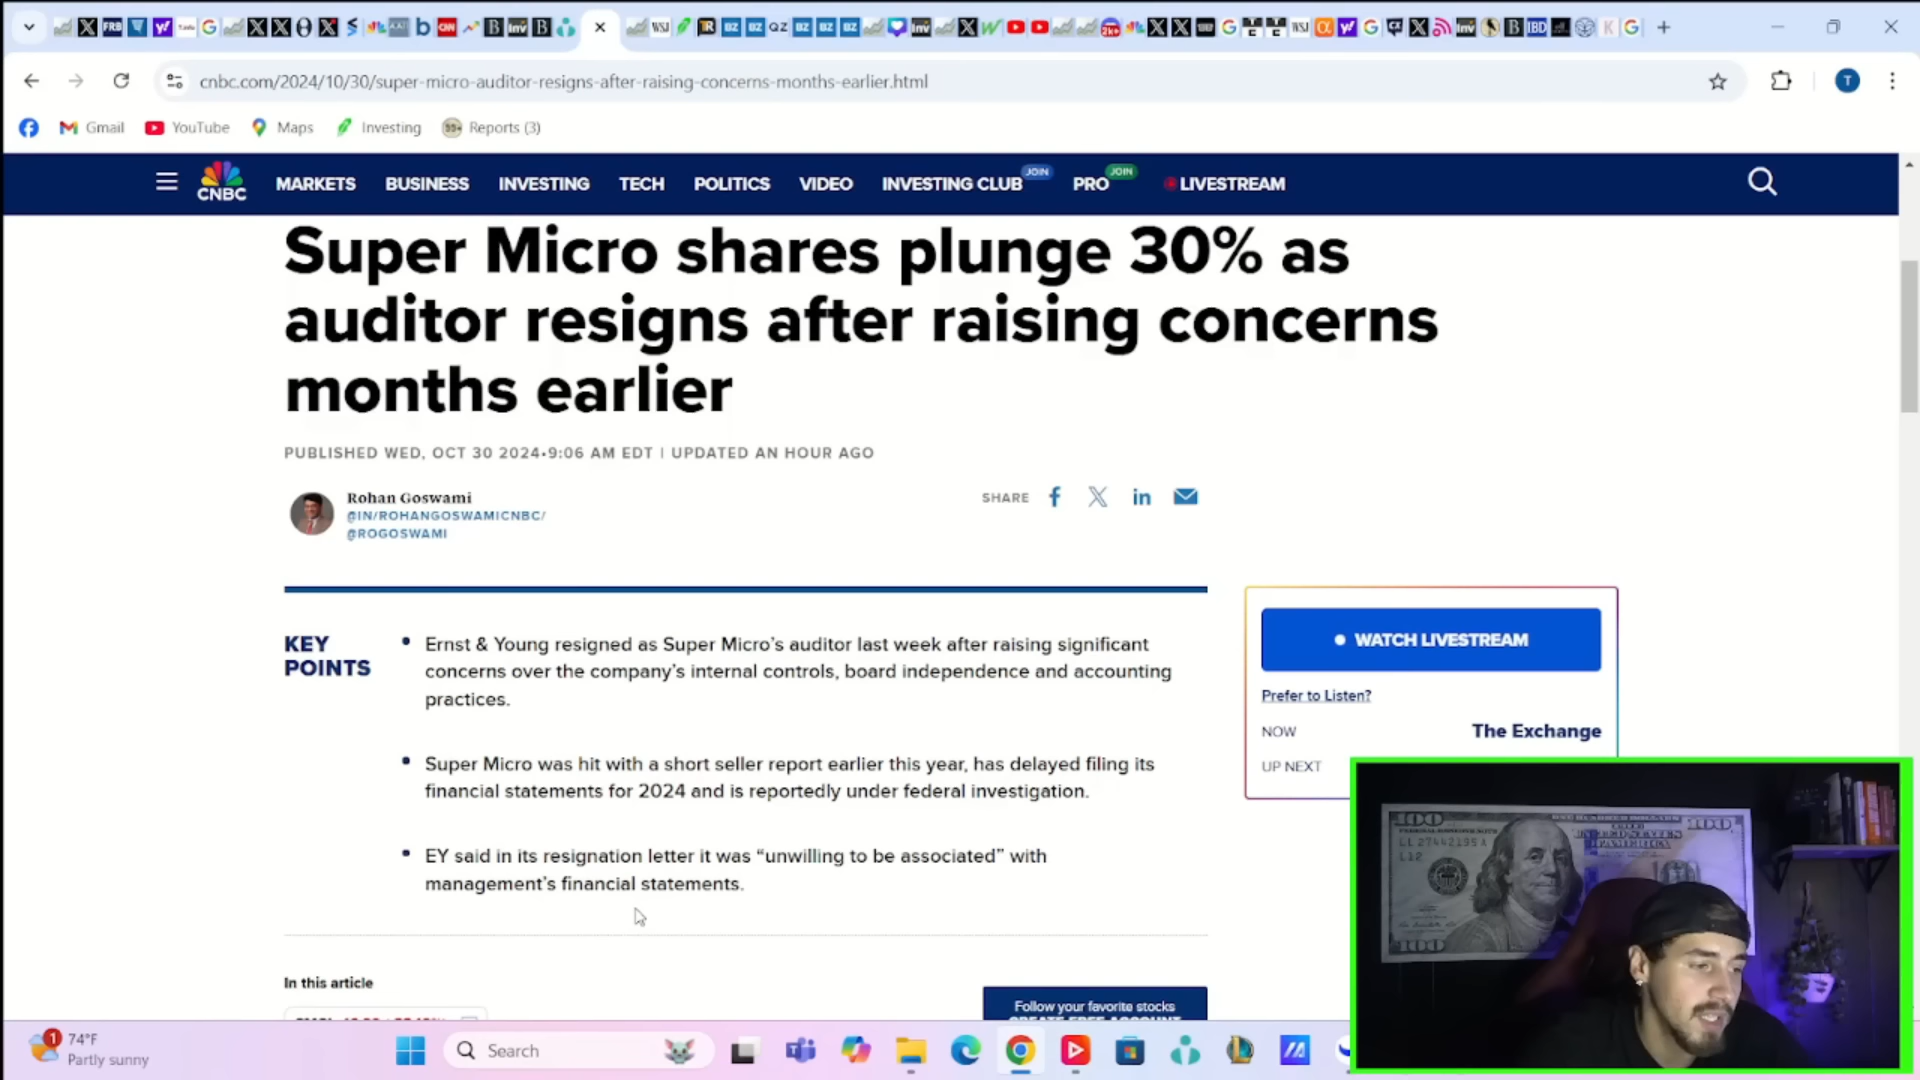 cnbc.com/2024/10/30/super-micro-auditor-resigns-after-raising-concerns-months-earlier.html
T
Gmail
YouTube
Maps
Investing
Reports (3)
CNBC
MARKETS
BUSINESS
INVESTING
TECH
POLITICS
VIDEO
INVESTING CLUB
JOIN
PRO
JOIN
LIVESTREAM
Super Micro shares plunge 30% as
auditor resigns after raising concerns
months earlier
PUBLISHED WED, OCT 30 2024•9:06 AM EDT | UPDATED AN HOUR AGO
Rohan Goswami
@IN/ROHANGOSWAMICNBC/
@ROGOSWAMI
SHARE
KEY
POINTS
Ernst & Young resigned as Super Micro’s auditor last week after raising significant
concerns over the company’s internal controls, board independence and accounting
practices.
Super Micro was hit with a short seller report earlier this year, has delayed filing its
financial statements for 2024 and is reportedly under federal investigation.
EY said in its resignation letter it was “unwilling to be associated” with
management’s financial statements.
WATCH LIVESTREAM
Prefer to Listen?
NOW
The Exchange
UP NEXT
In this article
Follow your favorite stocks
CREATE FREE ACCOUNT
1
74°F
Partly sunny
Search
100
100
100